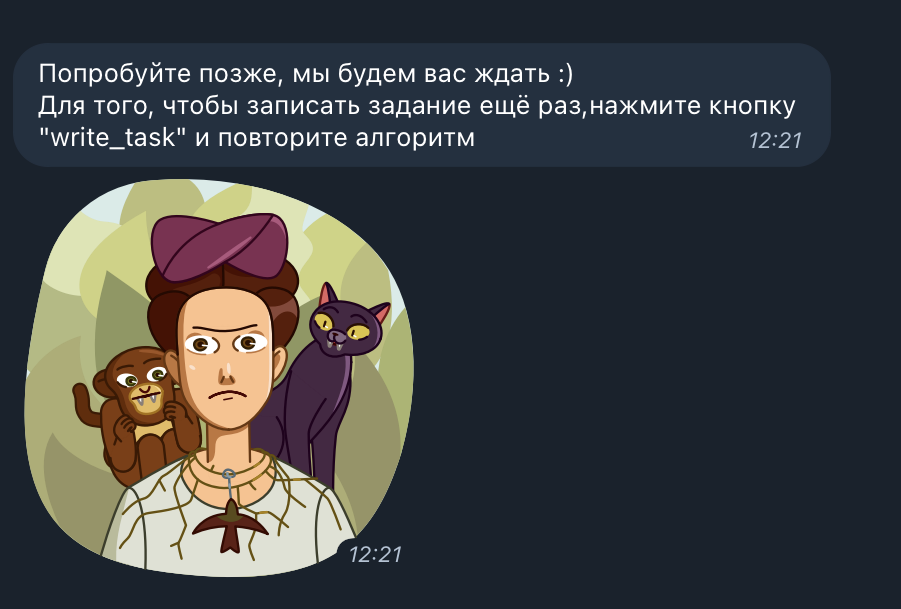 Попробуйте позже, мы будем вас ждать :)
Для того, чтобы записать задание ещё раз,нажмите кнопку
"write_task" и повторите алгоритм
12:21
12:21